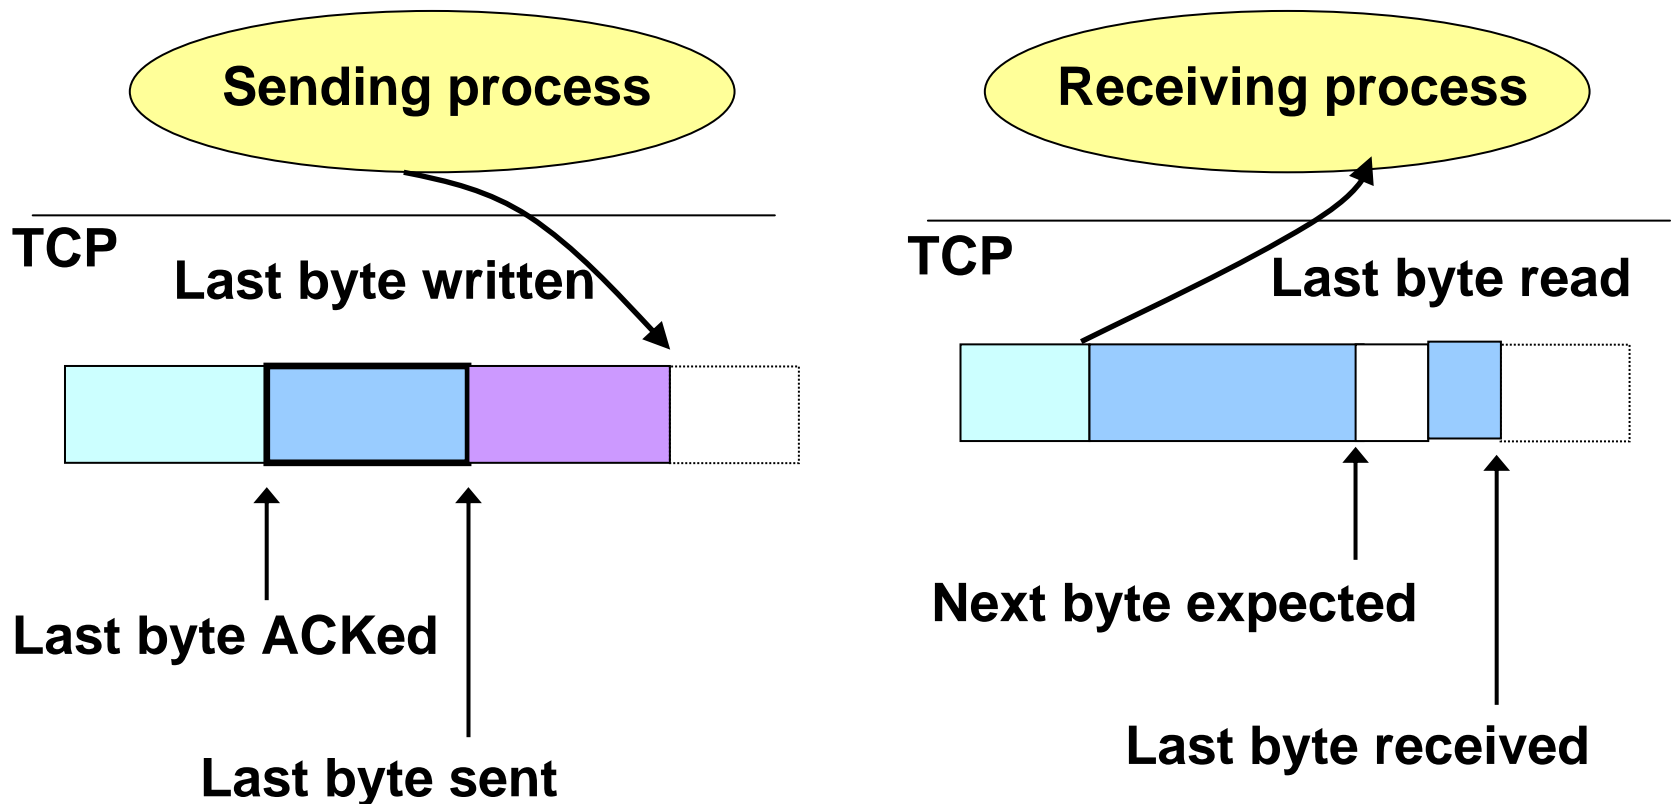 Sending process
Receiving process
TCP
Last byte written
TCP
Last byte read
Last byte ACKed
Last byte sent
Next byte expected
Last byte received